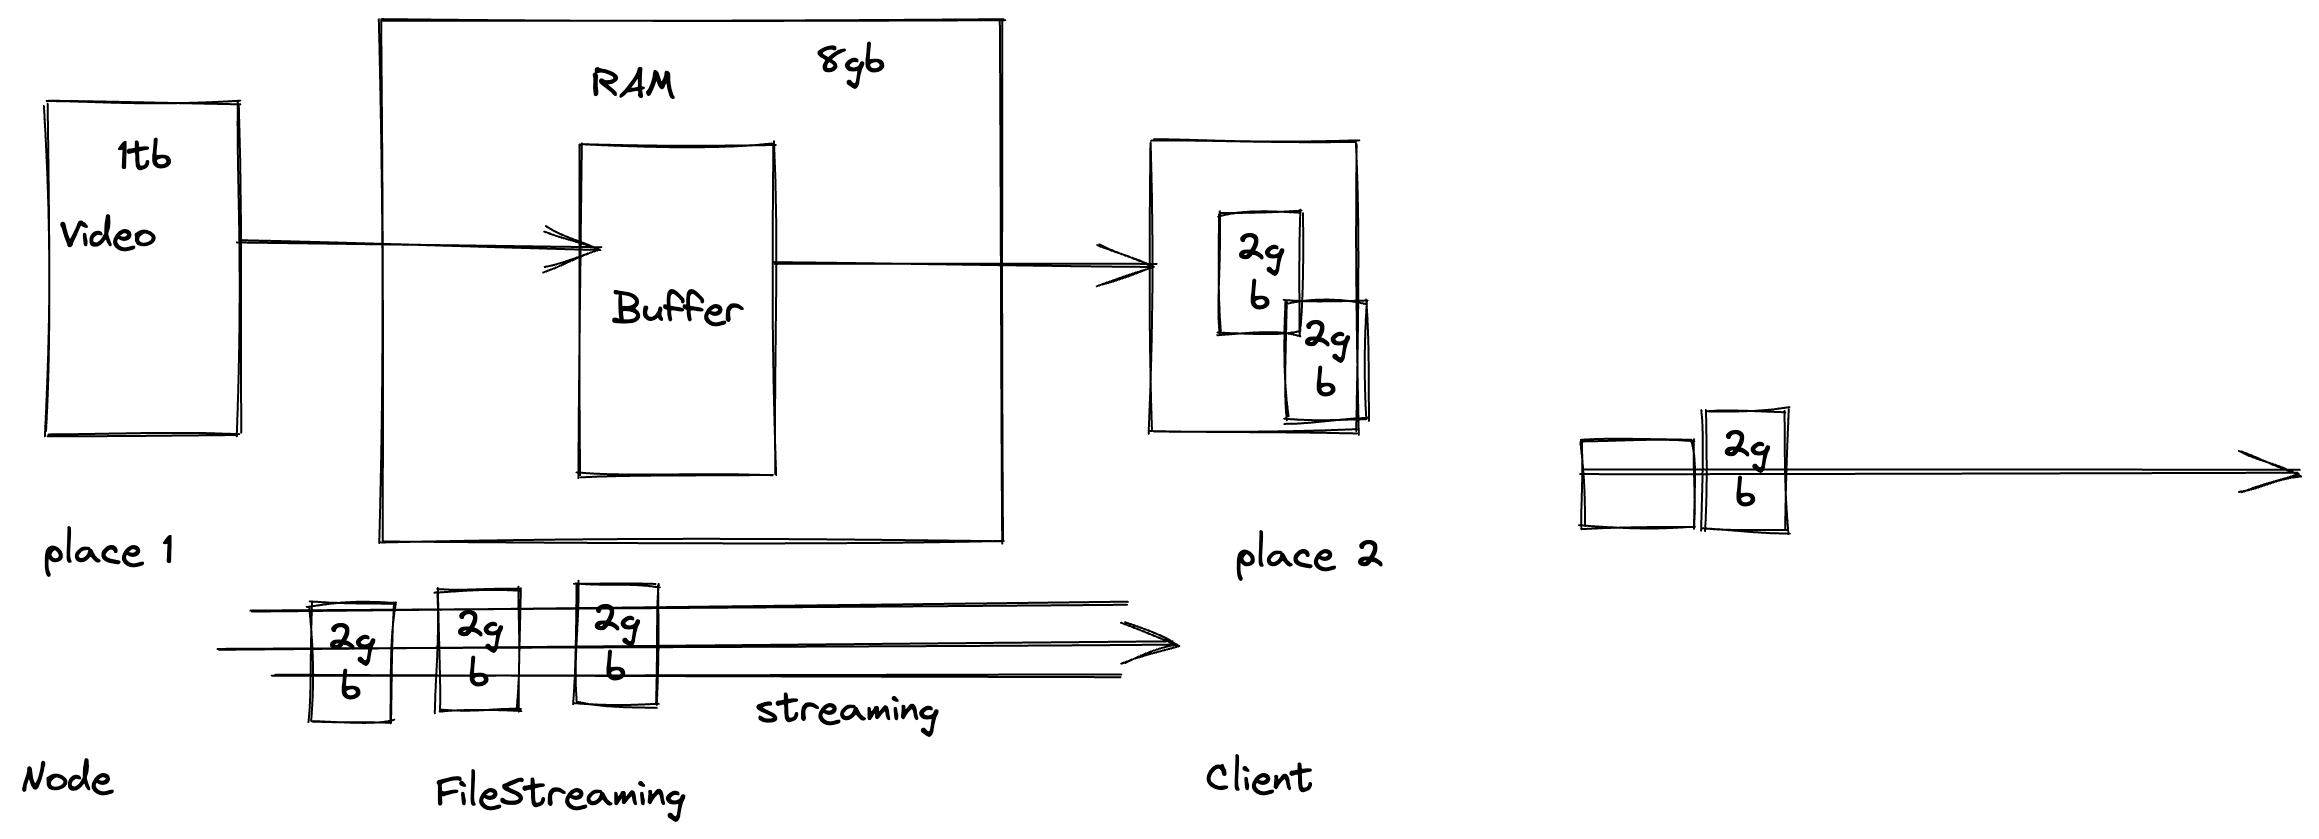 8gb
RAM
1tb
Video
Buffer
2g
b
2g
b
2g
b
place 1
place 2
2g
b
2g
b
2g
b
streaming
Node
FileStreaming
Client